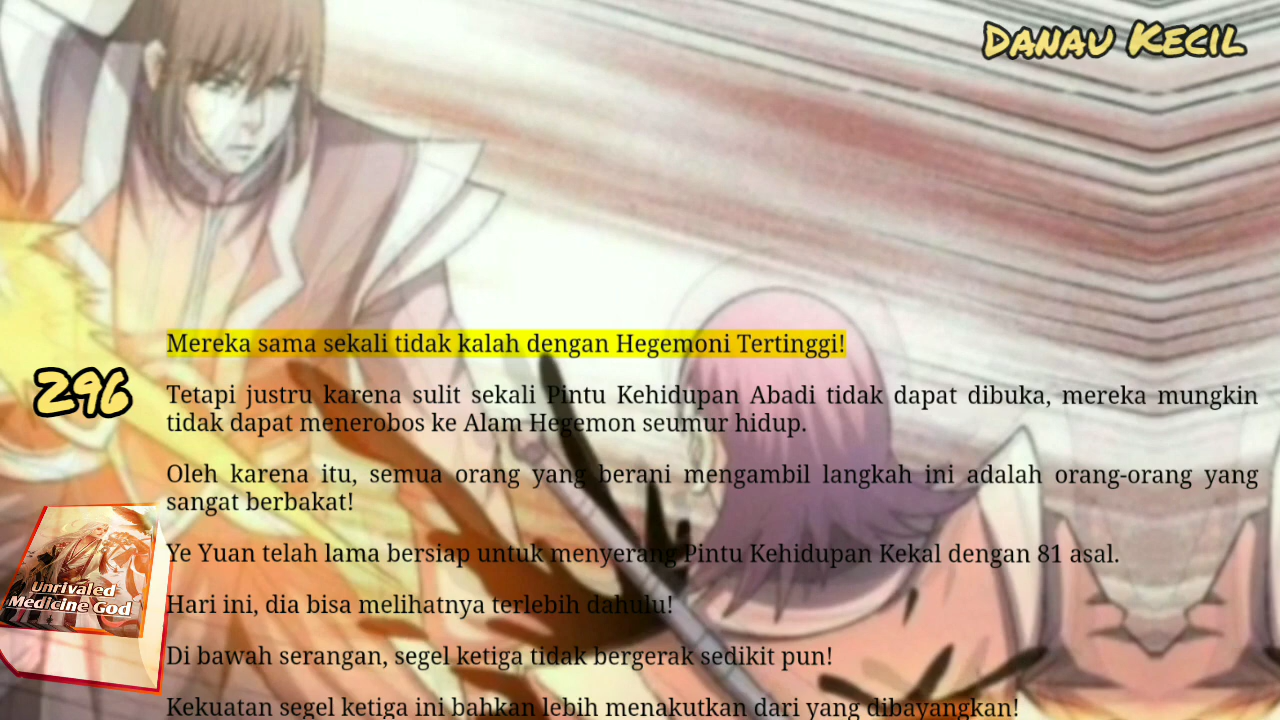 Danau Kecil
Mereka sama sekali tidak kalah dengan Hegemoni Tertinggi!
Tetapi justru karena sulit sekali Pintu Kehidupan Abadi tidak dapat dibuka, mereka mungkin
tidak dapat menerobos ke Alam Hegemon seumur hidup.
296
Oleh karena itu, semua orang yang berani mengambil langkah ini adalah orang-orang yang
sangat berbakat!
Ye Yuan telah lama bersiap untuk menyerang Pintu Kehidupan Kekal dengan 81 asal.
Unrivaled
Medicine God
Hari ini, dia bisa melihatnya terlebih dahulu!
Di bawah serangan, segel ketiga tidak bergerak sedikit pun!
Kekuatan segel ketiga ini bahkan lebih menakutkan dari yang dibayangkan!